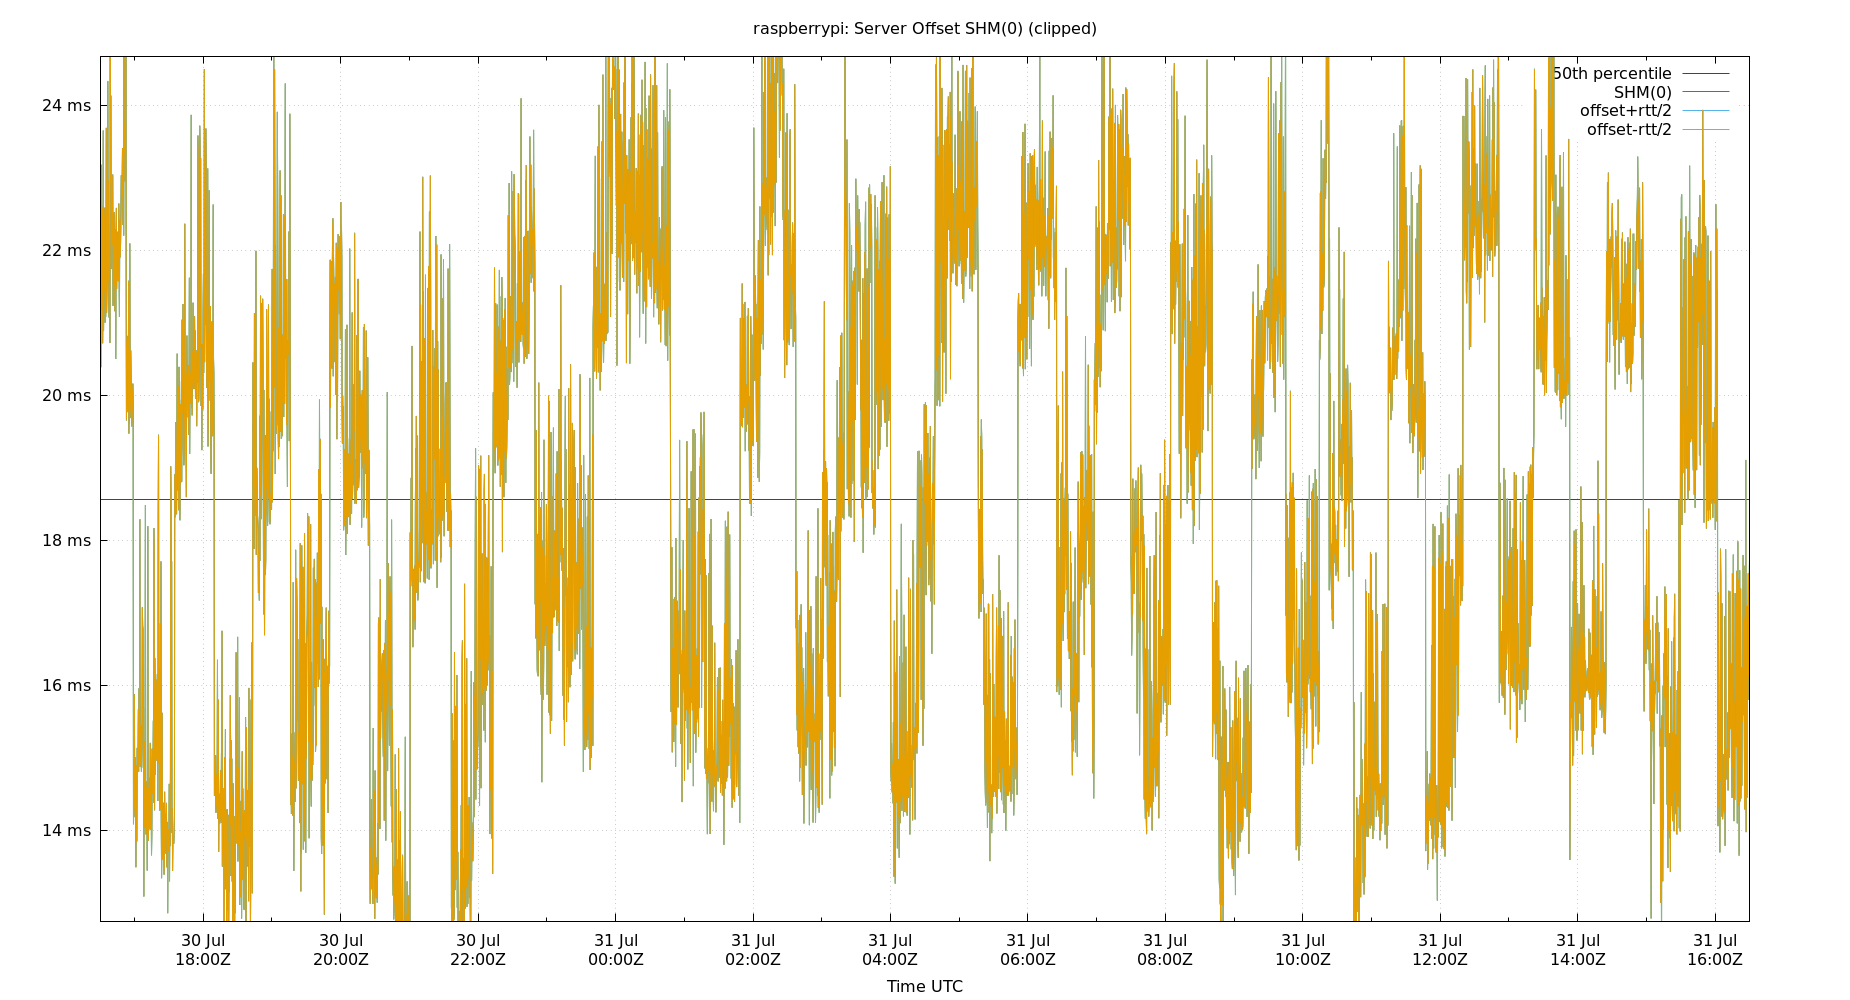 raspberrypi: Server Offset SHM(0) (clipped)
50th percentile
SHM(0)
offset+rtt/2
offset-rtt/2
24 ms
22 ms
20 ms
18 ms
16 ms
14 ms
30 Jul 30 Jul 30 Jul 31 Jul 31 Jul 31 Jul 31 Jul 31 Jul 31 Jul 31 Jul 31 Jul 31 Jul
18:00Z 20:00Z 22:00Z 00:00Z 02:00Z 04:00Z 06:00Z 08:00Z 10:00Z 12:00Z 14:00Z 16:00Z
Time UTC